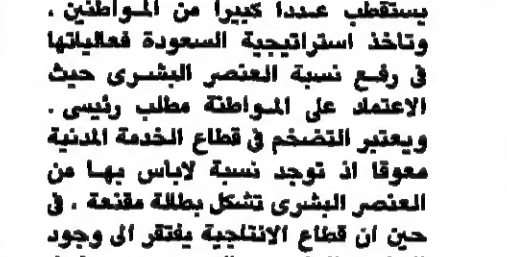 يستقطب عددا كبيرا من المواطنين .
وتاخذ استراتيجية السعودة فعالياتها
في رفع نسبة العنصر البشرى حيث
الاعتماد على المواطنة مطلب رئيسى .
ويعتبر التضخم في قطاع الخدمة المدنية
معوقا اذ توجد نسبة لاباس بها من
العنصر البشرى تشكل بطالة مقنعة . في
حين ان قطاع الانتاجية يفتقر الى وجود